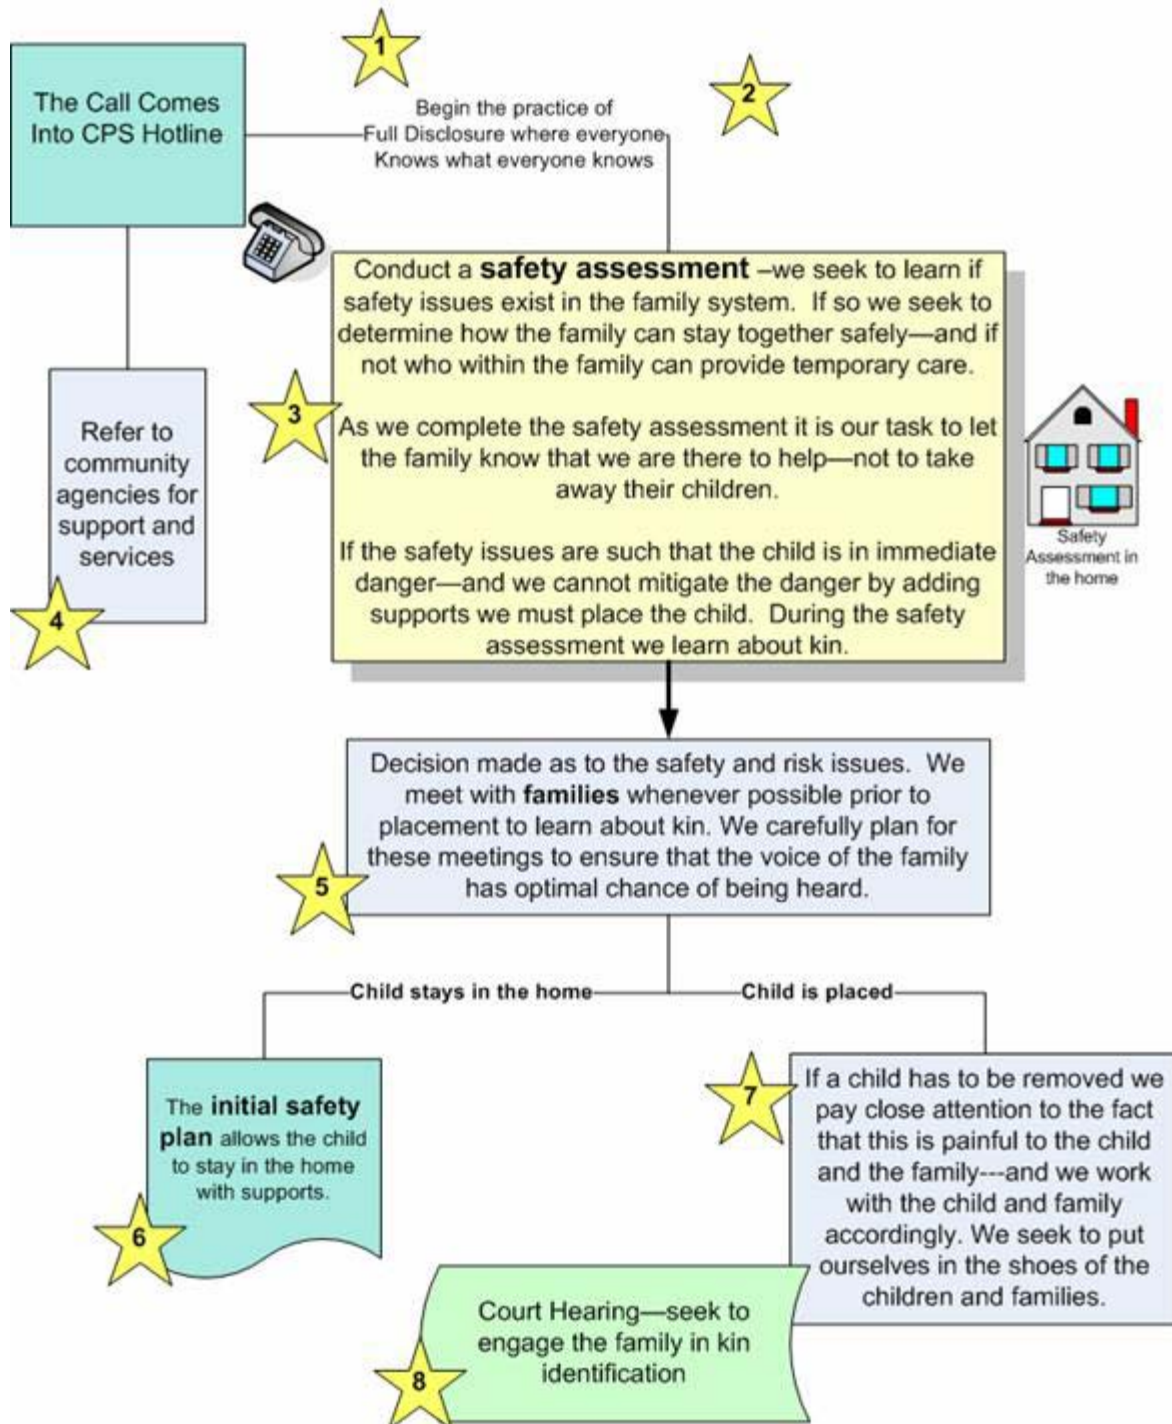 1
2
The Call Comes
Into CPS Hotline
Begin the practice of
Full Disclosure where everyone
Knows what everyone knows
Conduct a safety assessment –we seek to learn if
safety issues exist in the family system.  If so we seek to
determine how the family can stay together safely—and if
not who within the family can provide temporary care.
3
As we complete the safety assessment it is our task to let
the family know that we are there to help—not to take
away their children.
If the safety issues are such that the child is in immediate
danger—and we cannot mitigate the danger by adding
supports we must place the child.  During the safety
assessment we learn about kin.
Safety
Assessment in
the home
Refer to
community
agencies for
support and
services
4
Decision made as to the safety and risk issues.  We
meet with families whenever possible prior to
placement to learn about kin. We carefully plan for
these meetings to ensure that the voice of the family
has optimal chance of being heard.
5
Child stays in the home
Child is placed
The initial safety
plan allows the child
to stay in the home
with supports.
6
7
If a child has to be removed we
pay close attention to the fact
that this is painful to the child
and the family---and we work
with the child and family
accordingly. We seek to put
ourselves in the shoes of the
children and families.
Court Hearing—seek to
engage the family in kin
identification
8